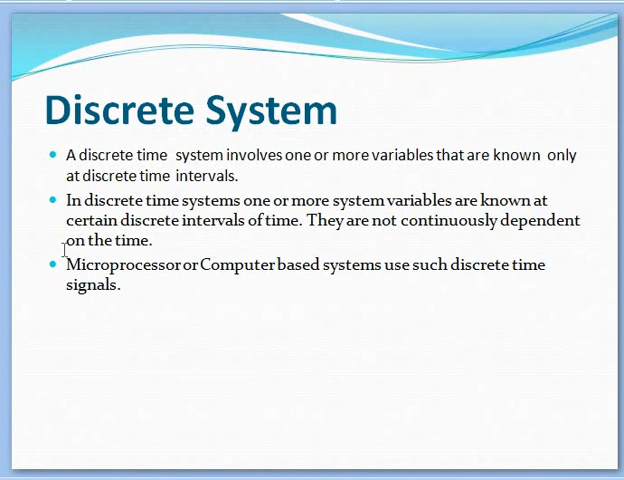 Discrete System
A discrete time system involves one or more variables that are known only
at discrete time intervals.
In discrete time systems one or more system variables are known at
certain discrete intervals of time. They are not continuously dependent
on the time.
Microprocessor or Computer based systems use such discrete time
signals.